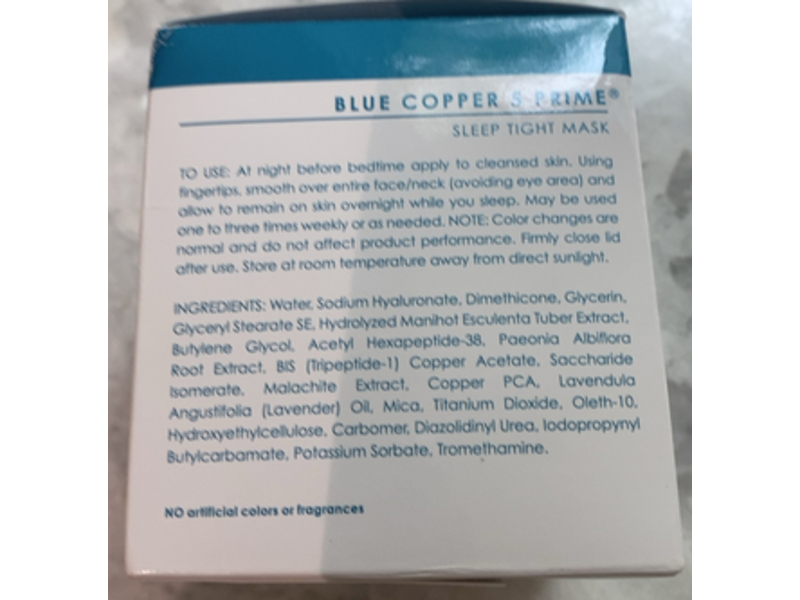 BLUE COPPER 5 PRIME®
SLEEP TIGHT MASK
TO USE: At night before bedtime apply to cleansed skin. Using
fingertips, smooth over entire face/neck (avoiding eye area) and
allow to remain on skin overnight while you sleep. May be used
one to three times weekly or as needed. NOTE: Color changes are
normal and do not affect product performance. Firmly close lid
after use. Store at room temperature away from direct sunlight.
INGREDIENTS: Water, Sodium Hyaluronate, Dimethicone, Glycerin,
Glyceryl Stearate SE, Hydrolyzed Manihot Esculenta Tuber Extract,
Butylene Glycol, Acetyl Hexapeptide-38, Paeonia Albiflora
Root Extract, BIS (Tripeptide-1) Copper Acetate, Saccharide
Isomerate, Malachite Extract, Copper PCA, Lavendula
Angustifolia (Lavender) Oil, Mica, Titanium Dioxide, Oleth-10,
Hydroxyethylcellulose, Carbomer, Diazolidinyl Urea, Iodopropynyl
Butylcarbamate, Potassium Sorbate, Tromethamine.
NO artificial colors or fragrances